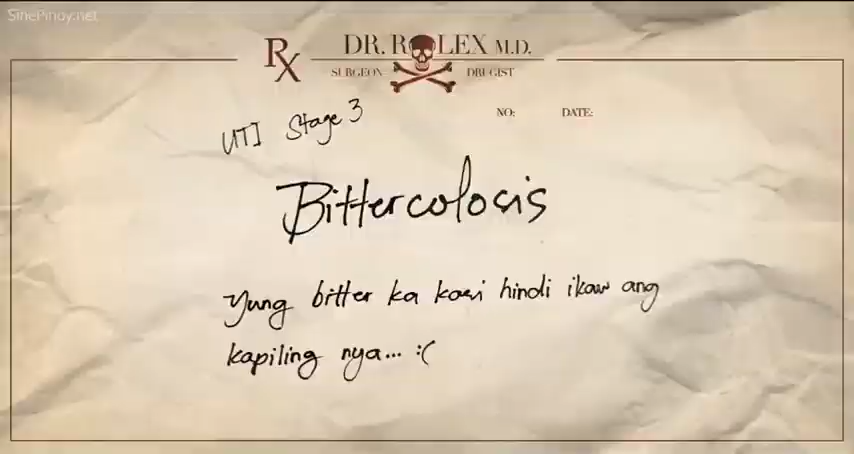 SinePinoy.net
RX
DR. ROLEX M.D.
SURGEON DRUGIST
NO: DATE:
UTI Stage 3
Bittercolosis
Yung bitter ka kasi hindi ikaw ang
kapiling nya... :(